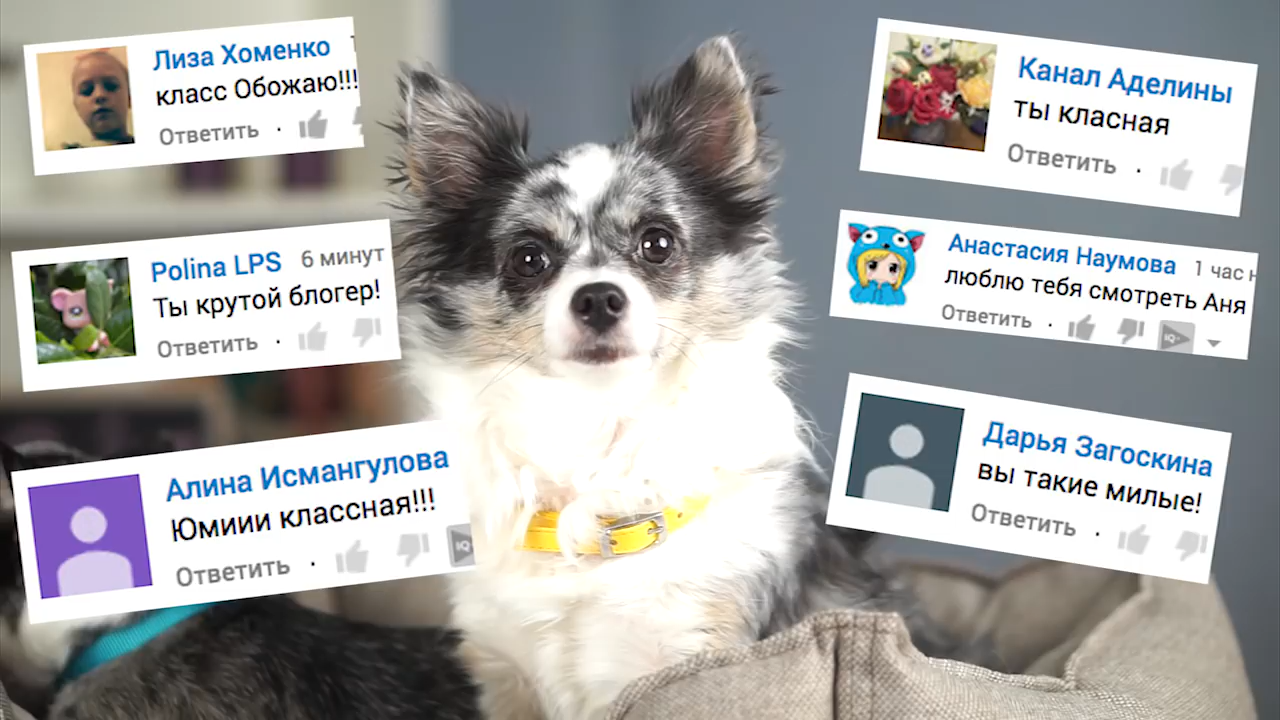 Лиза Хоменко
класс Обожаю!!!
Ответить
Polina LPS 6 минут
Ты крутой блогер!
Ответить
Алина Исмангулова
Юмиии классная!!!
Ответить
IQ
Канал Аделины
ты класная
Ответить
Анастасия Наумова 1 час
люблю тебя смотреть Аня
Ответить
IQ
Дарья Загоскина
вы такие милые!
Ответить